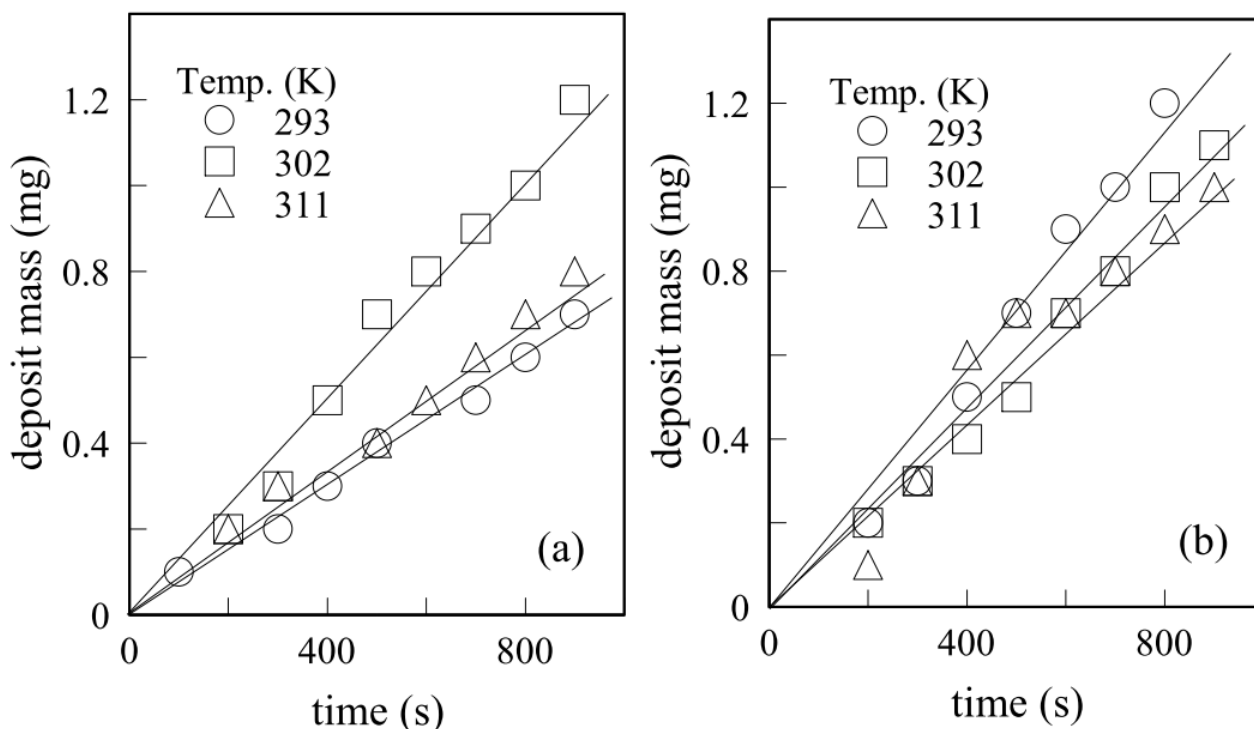 Temp. (K)
293
302
311
1.2
0.8
0.4
0
deposit mass (mg)
(a)
0
400
800
time (s)
Temp. (K)
293
302
311
1.2
0.8
0.4
0
deposit mass (mg)
(b)
0
400
800
time (s)